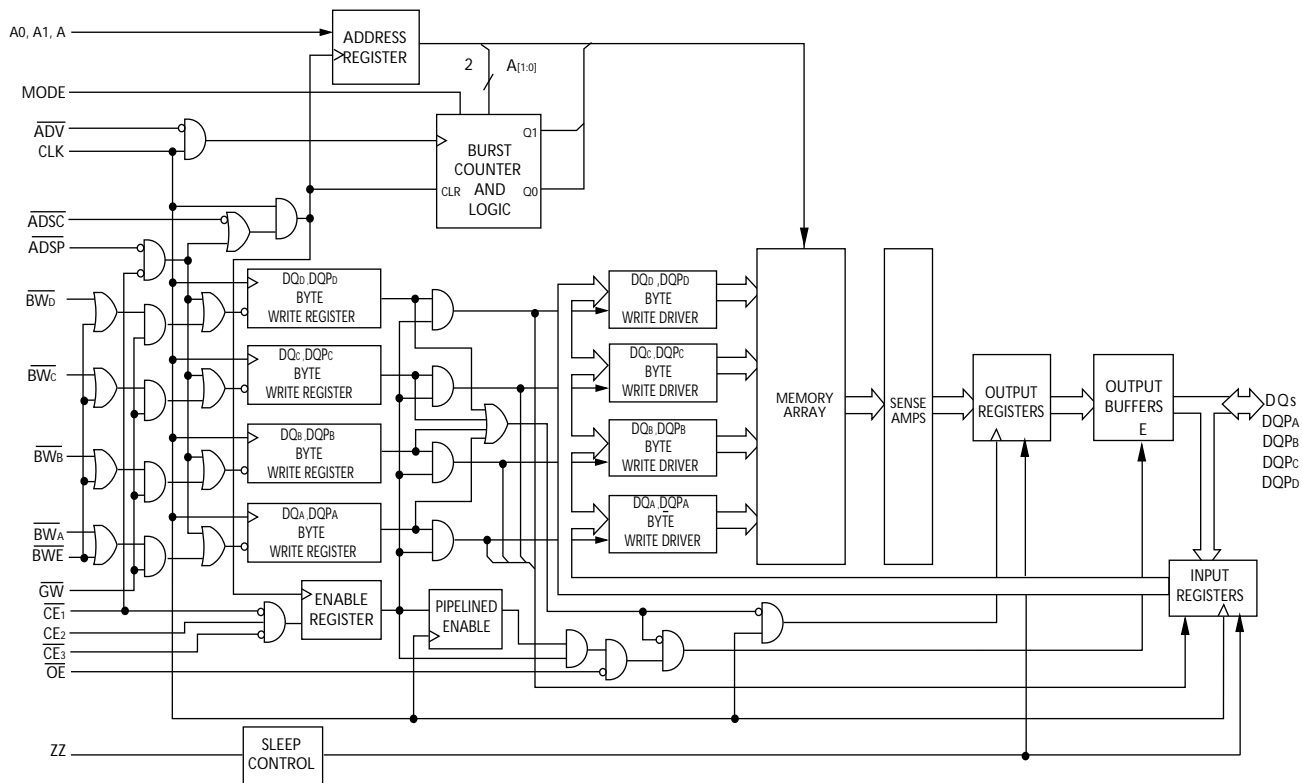 A0, A1, A
ADDRESS
REGISTER
2
A[1:0]
MODE
ADV
CLK
BURST
COUNTER
AND
LOGIC
Q1
CLR
Q0
ADSC
ADSP
BWD
DQD,DQPD
BYTE
WRITE REGISTER
DQD,DQPD
BYTE
WRITE DRIVER
BWC
DQC,DQPC
BYTE
WRITE REGISTER
DQC,DQPC
BYTE
WRITE DRIVER
MEMORY
ARRAY
SENSE
AMPS
OUTPUT
REGISTERS
OUTPUT
BUFFERS
E
DQs
DQPA
DQPB
DQPC
DQPD
BWB
DQB,DQPB
BYTE
WRITE REGISTER
DQB,DQPB
BYTE
WRITE DRIVER
BWA
BWE
DQA,DQPA
BYTE
WRITE REGISTER
DQA,DQPA
BYTE
WRITE DRIVER
GW
CE1
CE2
CE3
OE
ENABLE
REGISTER
PIPELINED
ENABLE
INPUT
REGISTERS
ZZ
SLEEP
CONTROL